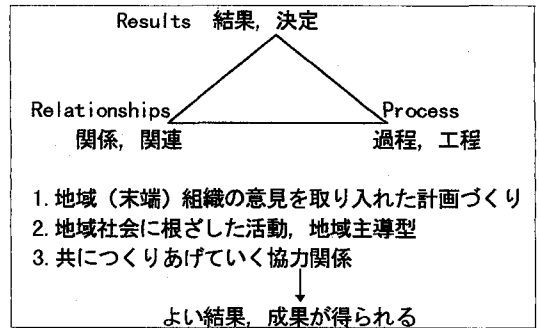 Results 結果, 決定
Relationships Process
関係, 関連 過程, 工程
1. 地域(末端)組織の意見を取り入れた計画づくり
2. 地域社会に根ざした活動, 地域主導型
3. 共につくりあげていく協力関係
よい結果, 成果が得られる